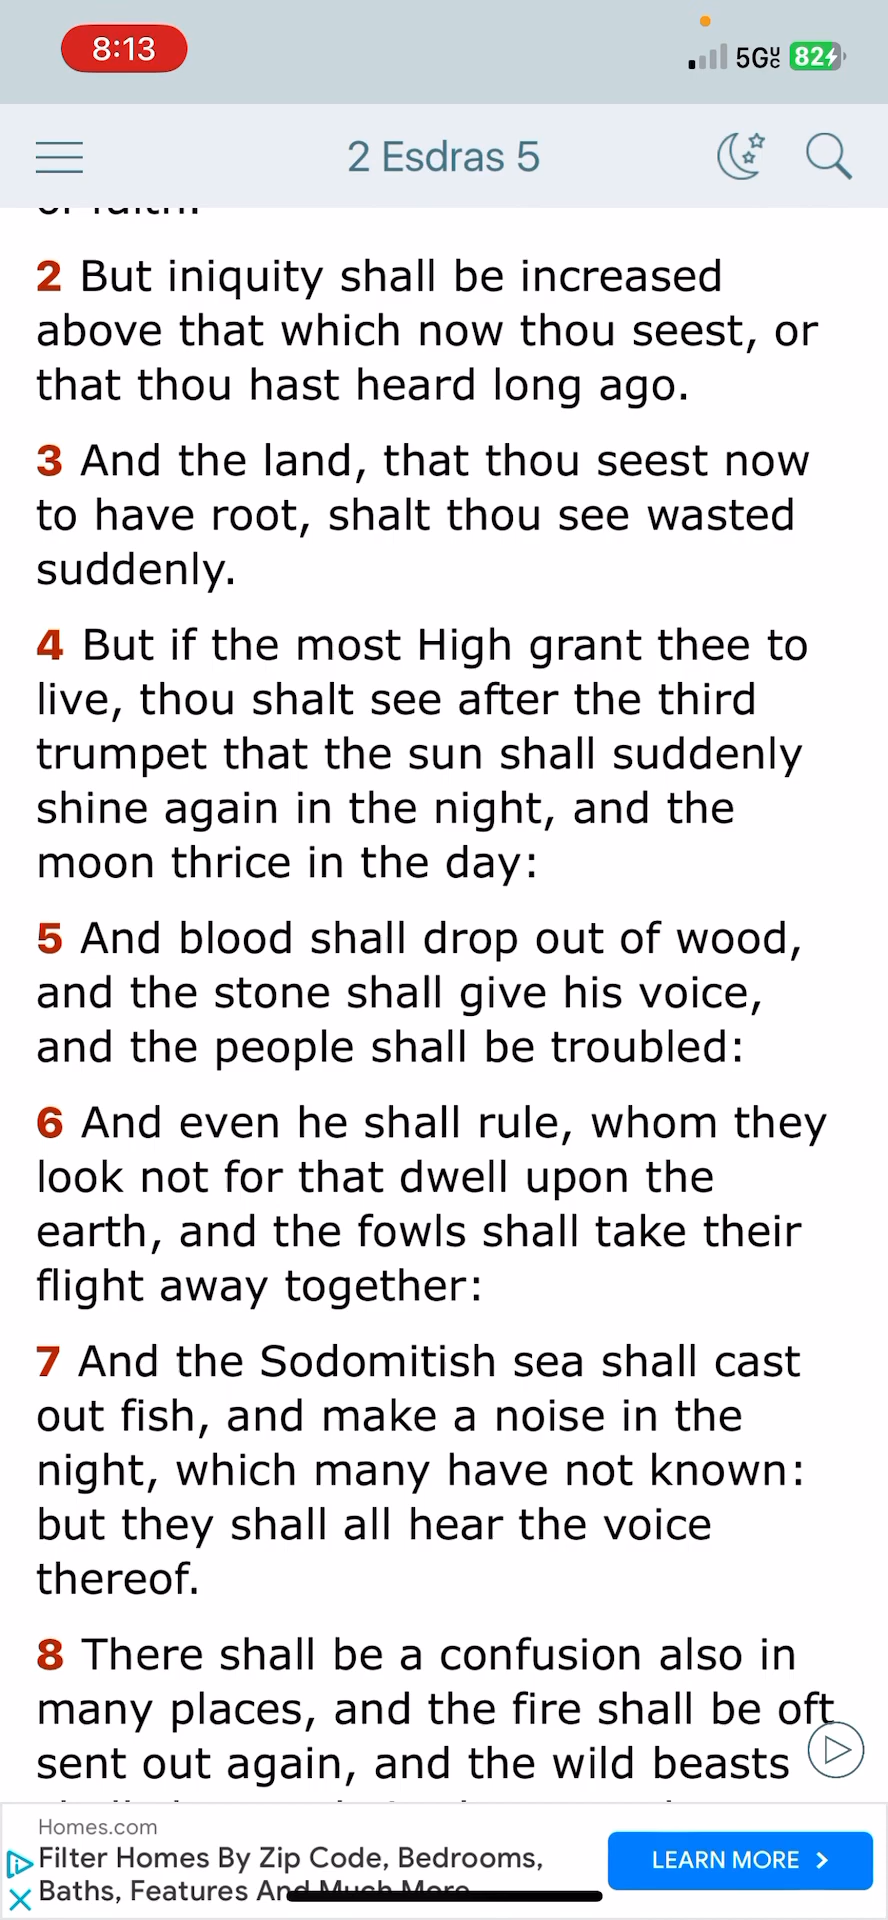 8:13
5G UC 82
2 Esdras 5
of faith.
2 But iniquity shall be increased
above that which now thou seest, or
that thou hast heard long ago.
3 And the land, that thou seest now
to have root, shalt thou see wasted
suddenly.
4 But if the most High grant thee to
live, thou shalt see after the third
trumpet that the sun shall suddenly
shine again in the night, and the
moon thrice in the day:
5 And blood shall drop out of wood,
and the stone shall give his voice,
and the people shall be troubled:
6 And even he shall rule, whom they
look not for that dwell upon the
earth, and the fowls shall take their
flight away together:
7 And the Sodomitish sea shall cast
out fish, and make a noise in the
night, which many have not known:
but they shall all hear the voice
thereof.
8 There shall be a confusion also in
many places, and the fire shall be oft
sent out again, and the wild beasts
Homes.com
Filter Homes By Zip Code, Bedrooms,
Baths, Features And Much More
LEARN MORE